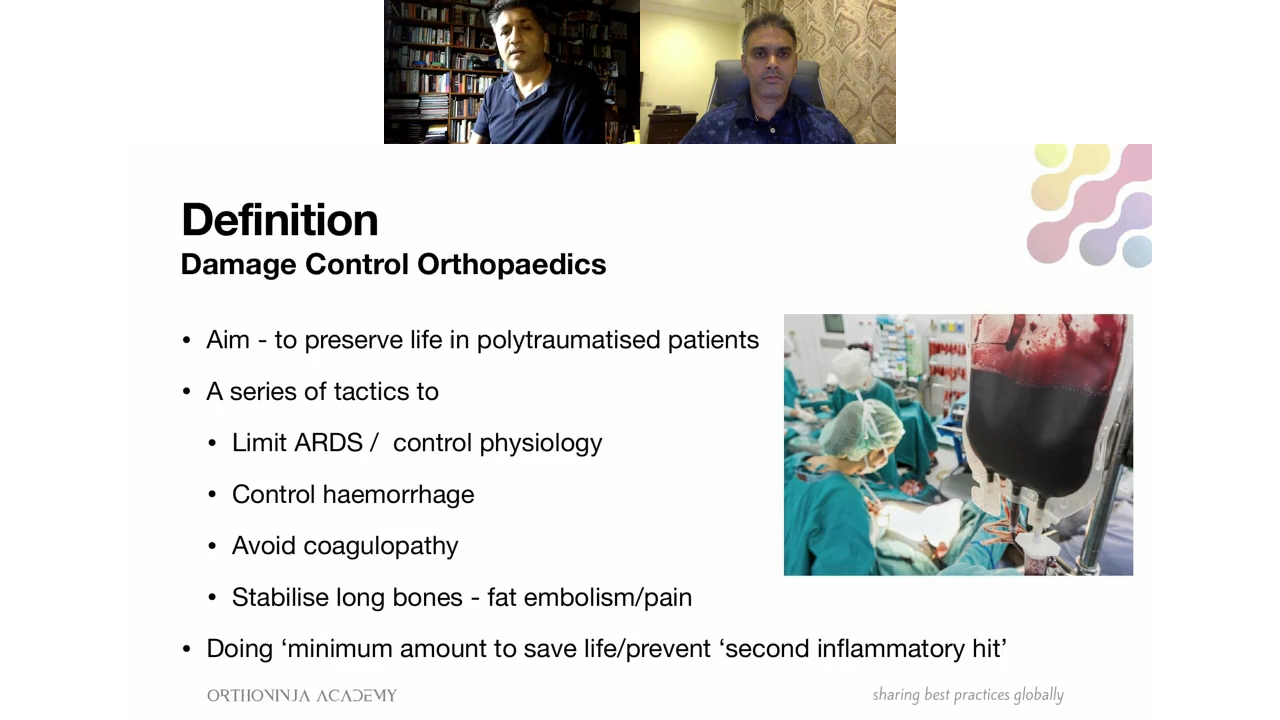 Definition
Damage Control Orthopaedics
• Aim - to preserve life in polytraumatised patients
• A series of tactics to
• Limit ARDS / control physiology
• Control haemorrhage
• Avoid coagulopathy
• Stabilise long bones - fat embolism/pain
• Doing ‘minimum amount to save life/prevent ‘second inflammatory hit’
ORTHONINJA ACADEMY
sharing best practices globally